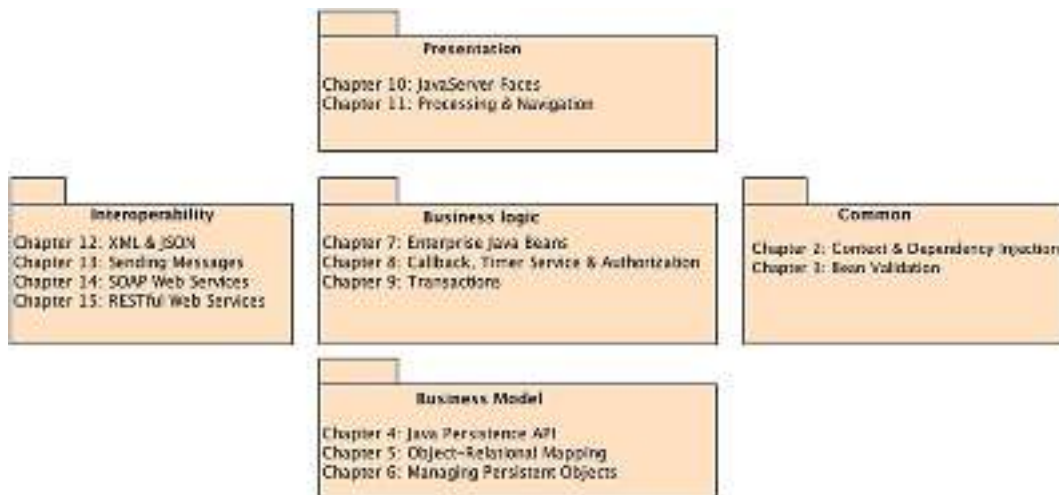 Presentation
Chapter 10: JavaServer Faces
Chapter 11: Processing & Navigation
Interoperability
Chapter 12: XML & JSON
Chapter 13: Sending Messages
Chapter 14: SOAP Web Services
Chapter 15: RESTful Web Services
Business logic
Chapter 7: Enterprise Java Beans
Chapter 8: Callback, Timer Service & Authorization
Chapter 9: Transactions
Common
Chapter 2: Context & Dependency Injection
Chapter 3: Bean Validation
Business Model
Chapter 4: Java Persistence API
Chapter 5: Object-Relational Mapping
Chapter 6: Managing Persistent Objects